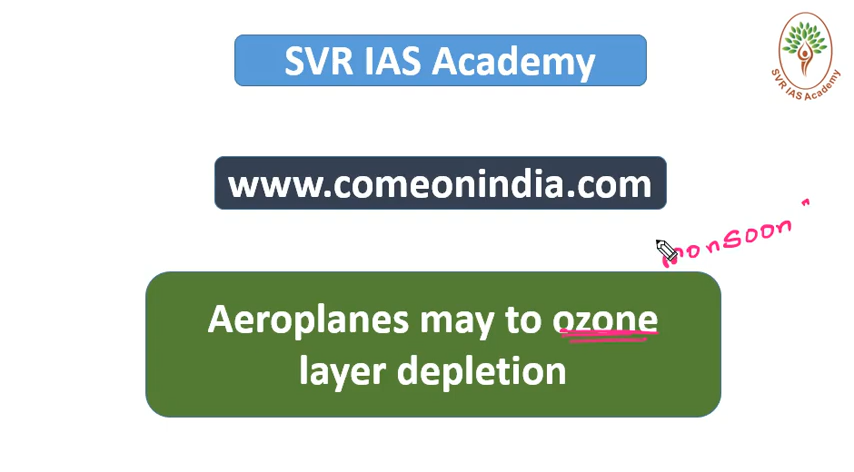 SVR IAS Academy
SVR IAS Academy
www.comeonindia.com
monsoon
Aeroplanes may to ozone
layer depletion